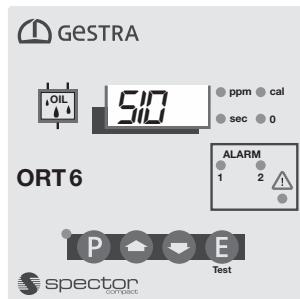 GESTRA
OIL
510
ppm cal
sec 0
ALARM
1 2
ORT 6
P E
Test
spector
compact